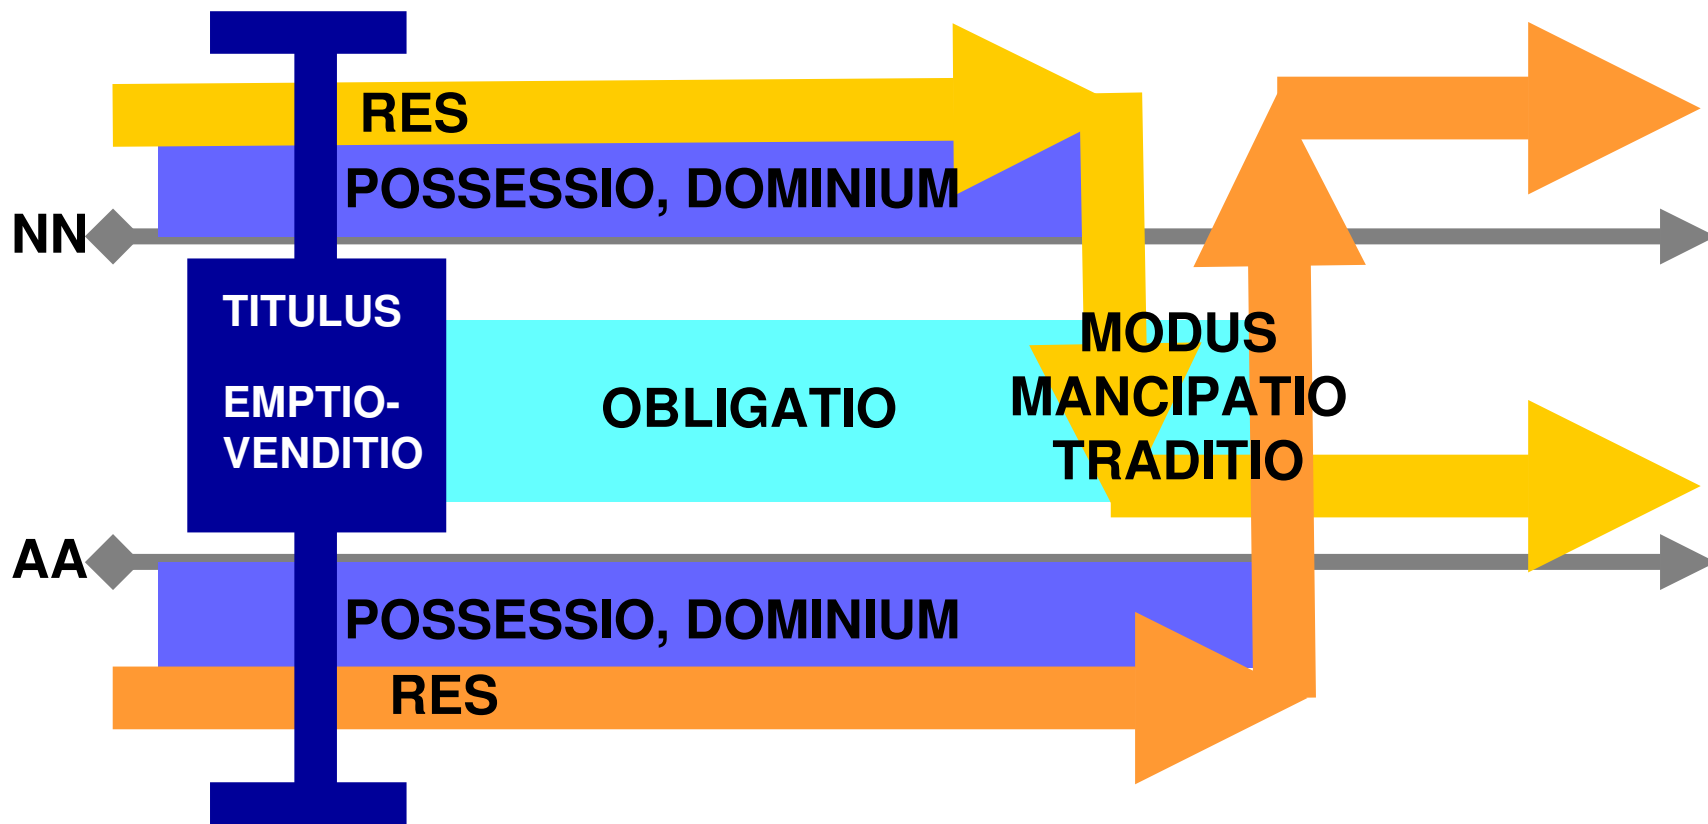 RES
POSSESSIO, DOMINIUM
NN
TITULUS
EMPTIO-
VENDITIO
OBLIGATIO
MODUS
MANCIPATIO
TRADITIO
AA
POSSESSIO, DOMINIUM
RES